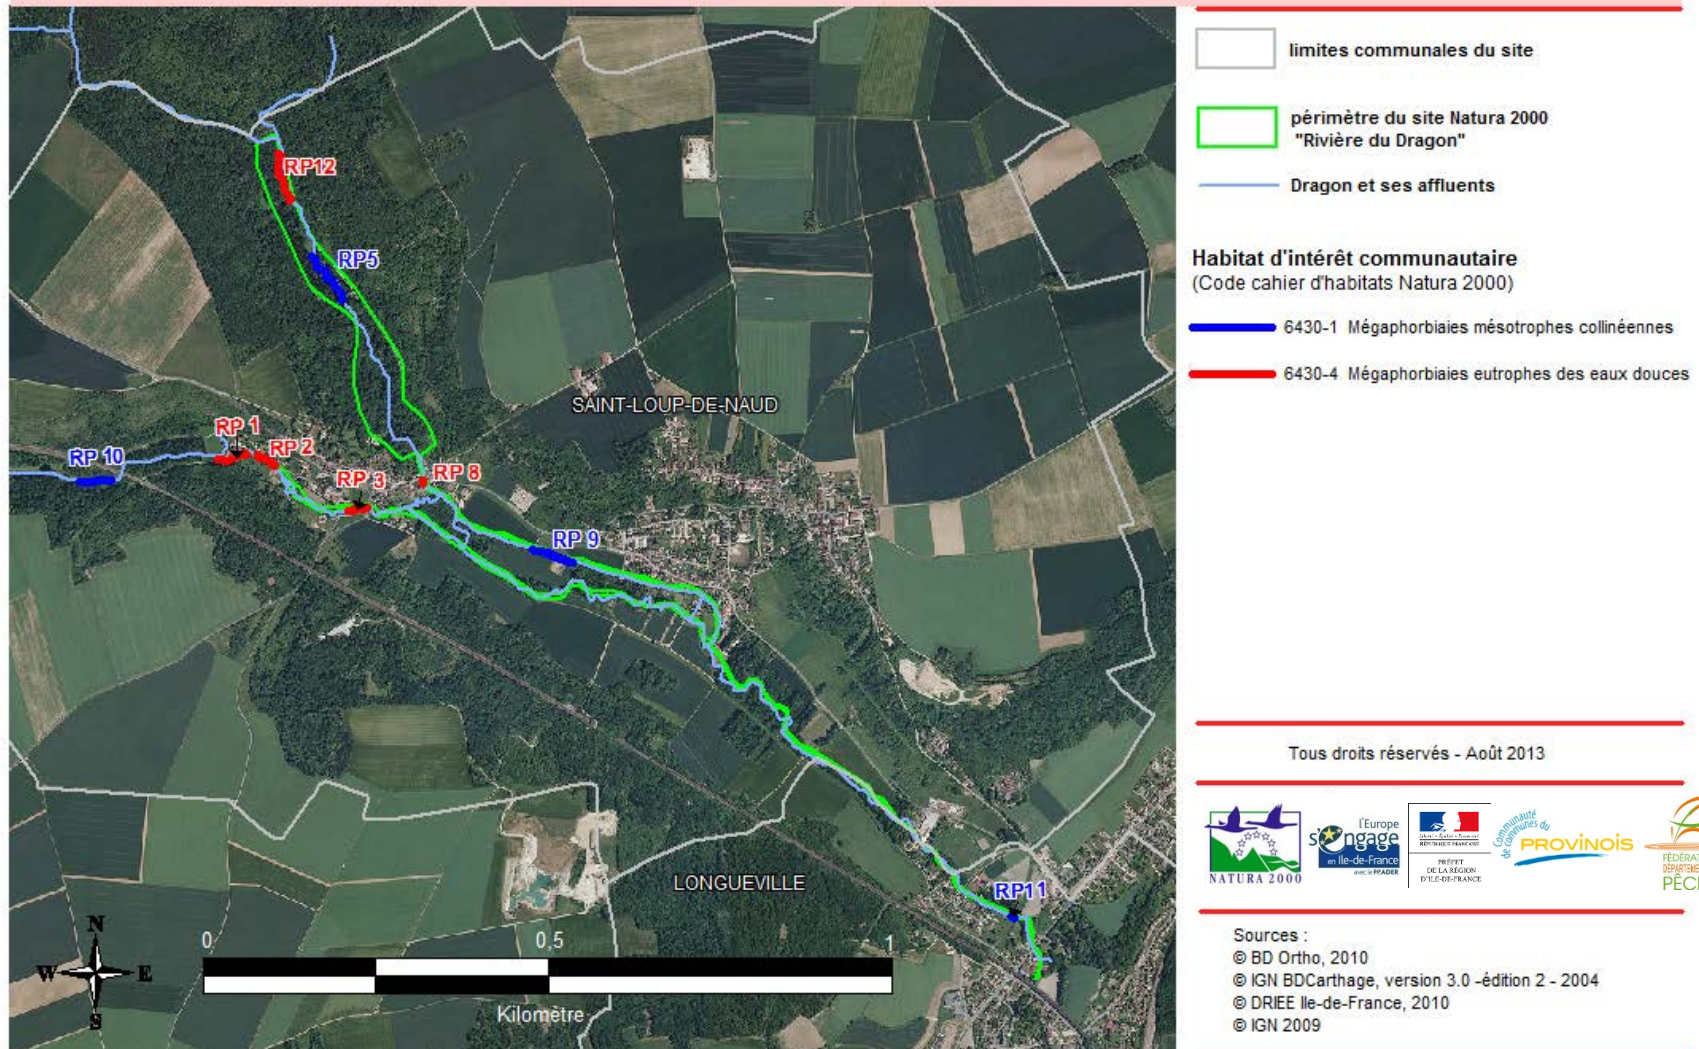 RP12
RP5
SAINT-LOUP-DE-NAUD
RP 1
RP 2
RP 10
RP 3
RP 8
RP 9
LONGUEVILLE
RP11
N
W
E
S
0
0,5
1
Kilomètre
limites communales du site
périmètre du site Natura 2000
"Rivière du Dragon"
Dragon et ses affluents
Habitat d'intérêt communautaire
(Code cahier d'habitats Natura 2000)
6430-1 Mégaphorbiaies mésotrophes collinéennes
6430-4 Mégaphorbiaies eutrophes des eaux douces
Tous droits réservés - Août 2013
NATURA 2000
l'Europe
s'engage
en Ile-de-France
avec le FEADER
RÉPUBLIQUE FRANÇAISE
PRÉFET
DE LA RÉGION
D'ILE-DE-FRANCE
Communauté
de communes du
PROVINOIS
Sources :
© BD Ortho, 2010
© IGN BDCarthage, version 3.0 -édition 2 - 2004
© DRIEE Ile-de-France, 2010
© IGN 2009